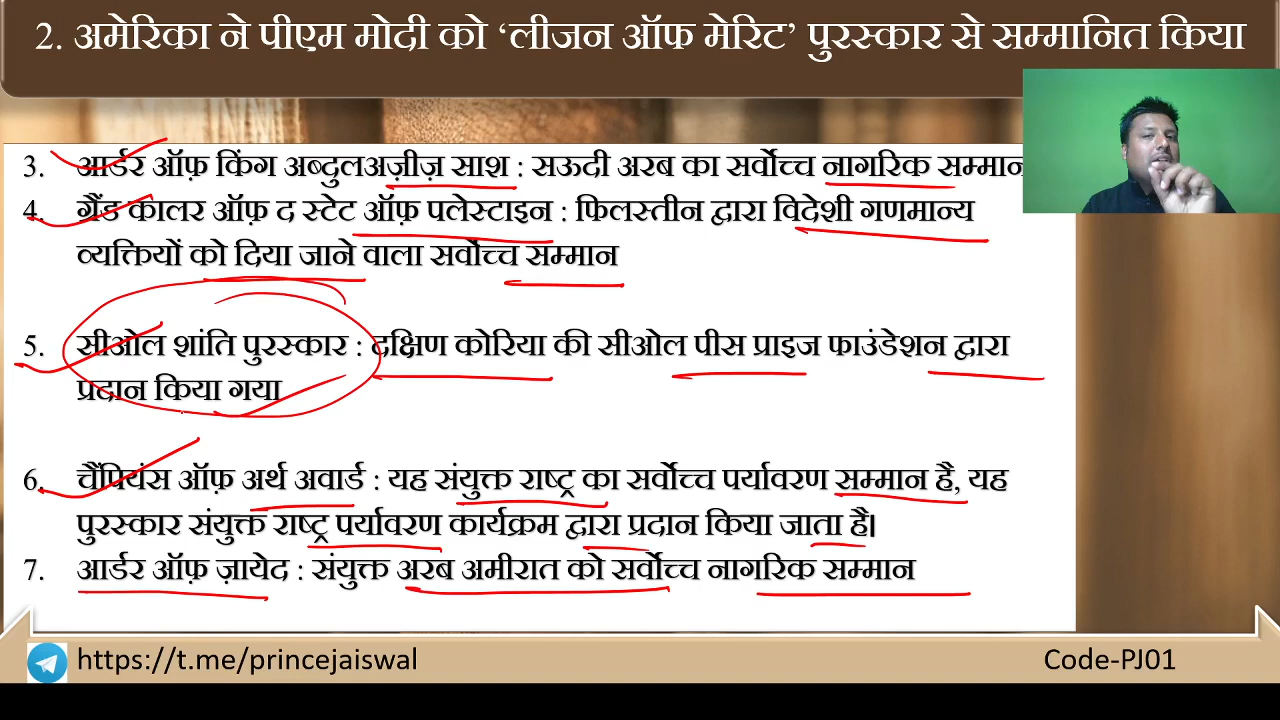 2. अमेरिका ने पीएम मोदी को ‘लीजन ऑफ मेरिट’ पुरस्कार से सम्मानित किया
3. आर्डर ऑफ़ किंग अब्दुलअज़ीज़ साश : सऊदी अरब का सर्वोच्च नागरिक सम्मान
4. ग्रैंड कालर ऑफ़ द स्टेट ऑफ़ पलेस्टाइन : फिलस्तीन द्वारा विदेशी गणमान्य
व्यक्तियों को दिया जाने वाला सर्वोच्च सम्मान
5. सीओल शांति पुरस्कार : दक्षिण कोरिया की सीओल पीस प्राइज फाउंडेशन द्वारा
प्रदान किया गया
6. चैंपियंस ऑफ़ अर्थ अवार्ड : यह संयुक्त राष्ट्र का सर्वोच्च पर्यावरण सम्मान है, यह
पुरस्कार संयुक्त राष्ट्र पर्यावरण कार्यक्रम द्वारा प्रदान किया जाता है।
7. आर्डर ऑफ़ ज़ायेद : संयुक्त अरब अमीरात को सर्वोच्च नागरिक सम्मान
https://t.me/princejaiswal
Code-PJ01